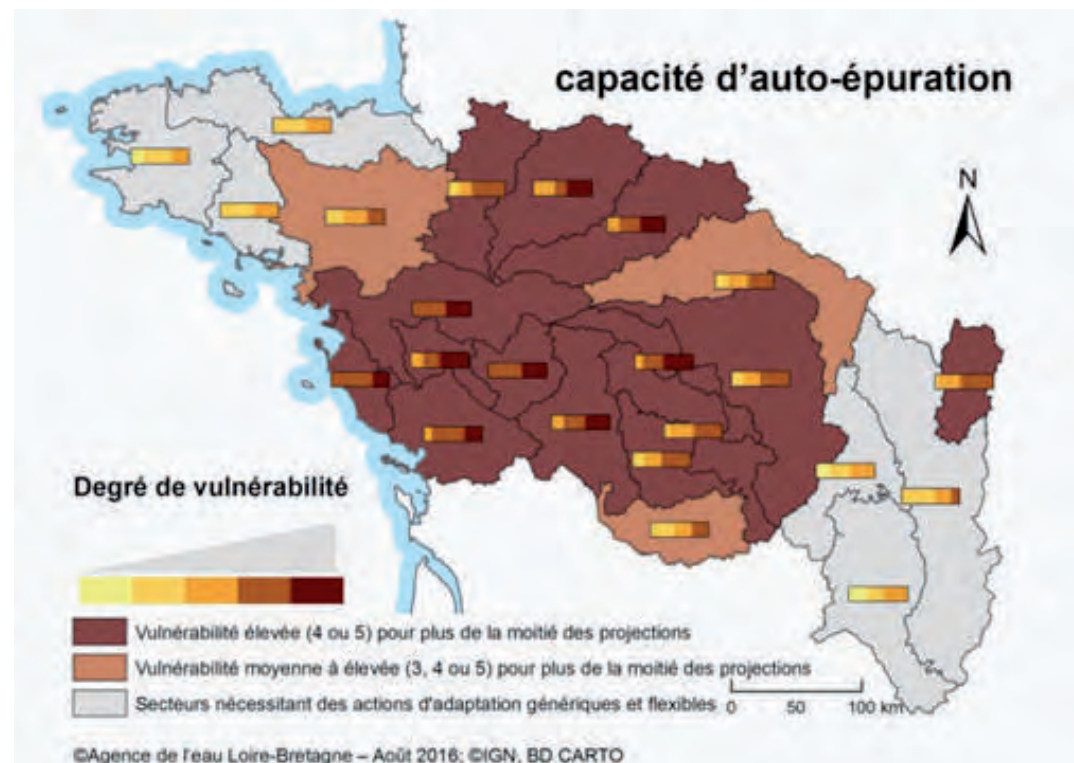 capacité d'auto-épuration
N
Degré de vulnérabilité
Vulnérabilité élevée (4 ou 5) pour plus de la moitié des projections
Vulnérabilité moyenne à élevée (3, 4 ou 5) pour plus de la moitié des projections
Secteurs nécessitant des actions d'adaptation génériques et flexibles
0 50 100 km
©Agence de l'eau Loire-Bretagne – Août 2016; ©IGN, BD CARTO